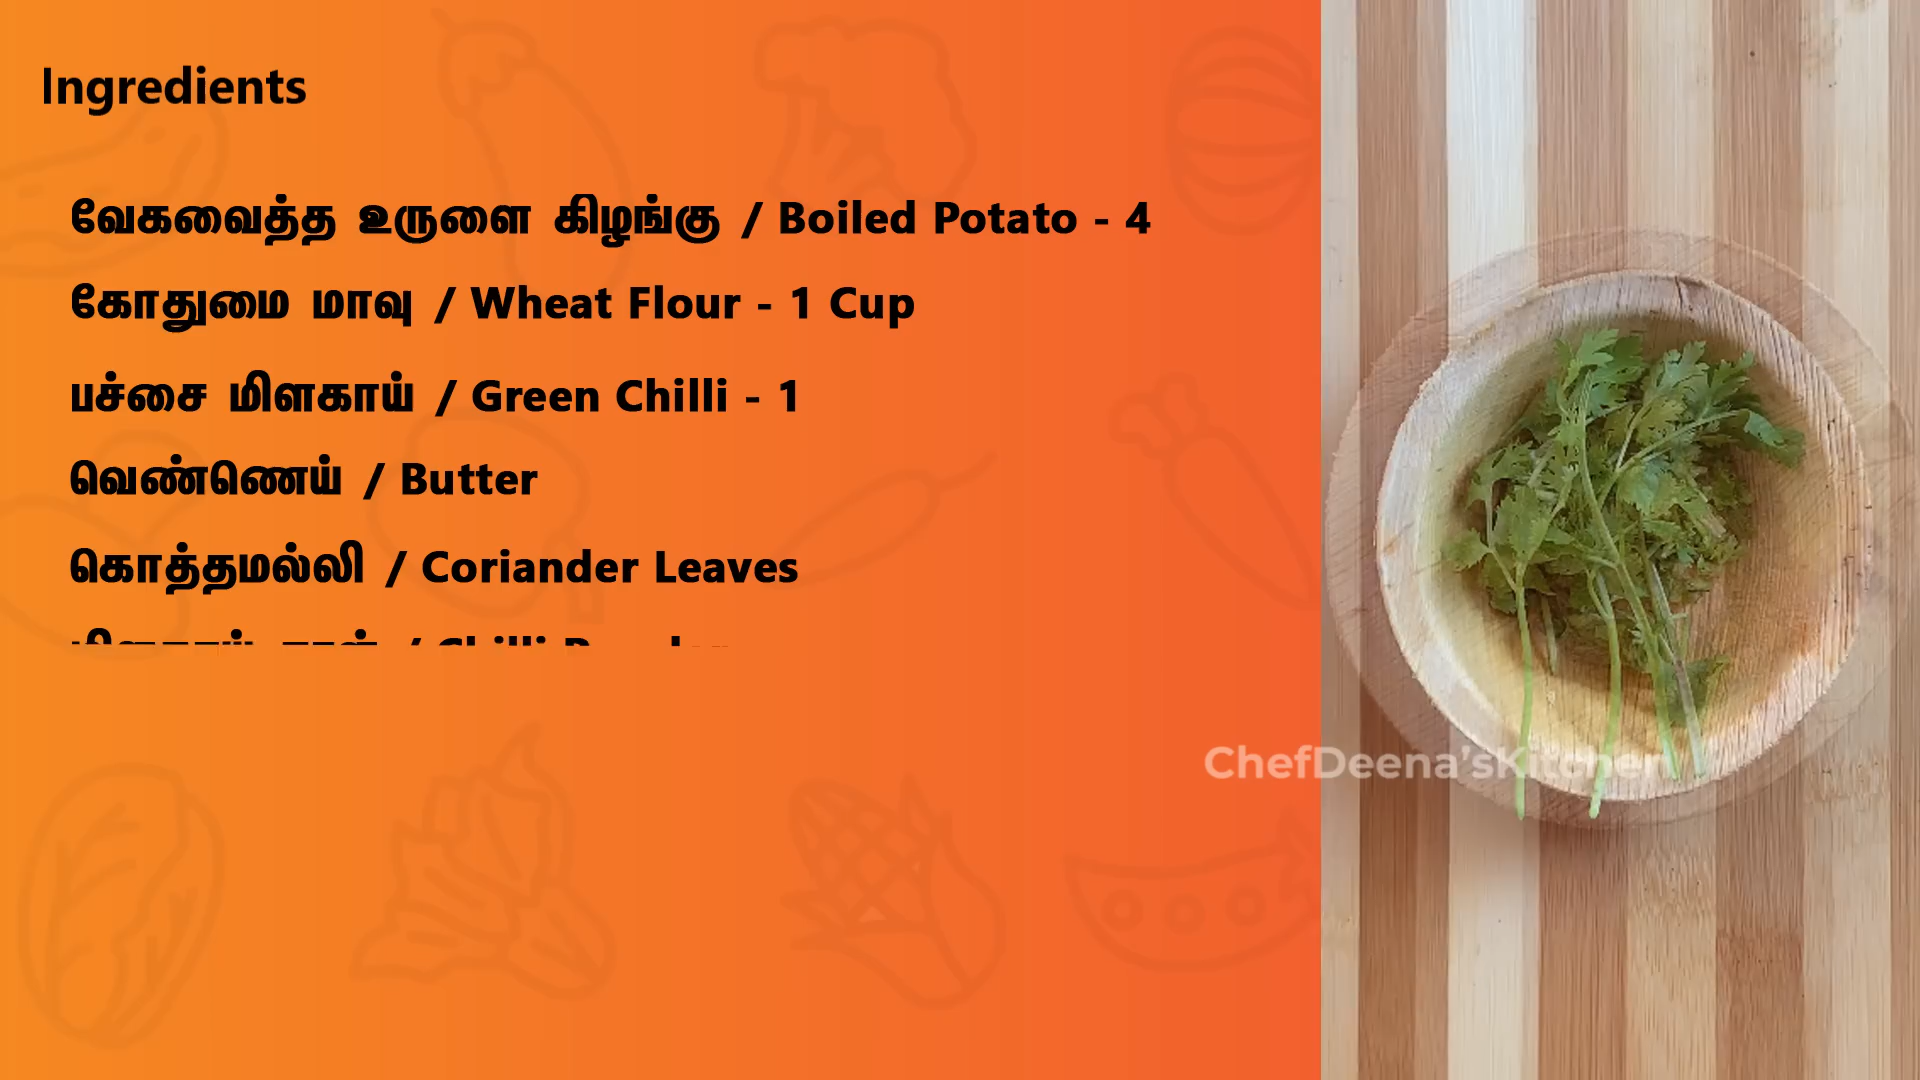 Ingredients
வேகவைத்த உருளை கிழங்கு / Boiled Potato - 4
கோதுமை மாவு / Wheat Flour - 1 Cup
பச்சை மிளகாய் / Green Chilli - 1
வெண்ணெய் / Butter
கொத்தமல்லி / Coriander Leaves
ChefDeena'sKitchen